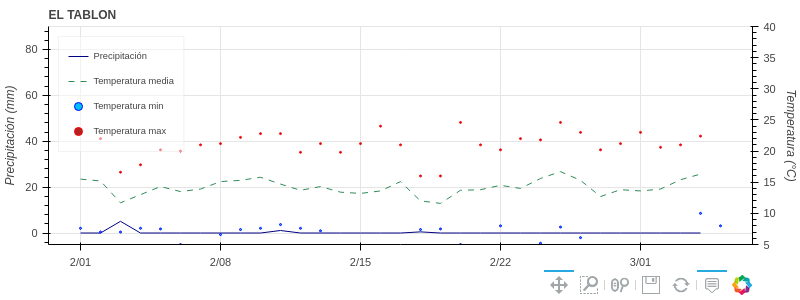 EL TABLON
Precipitación
Temperatura media
Temperatura min
Temperatura max
Precipitación (mm)
80
60
40
20
0
Temperatura (°C)
40
35
30
25
20
15
10
5
2/01
2/08
2/15
2/22
3/01